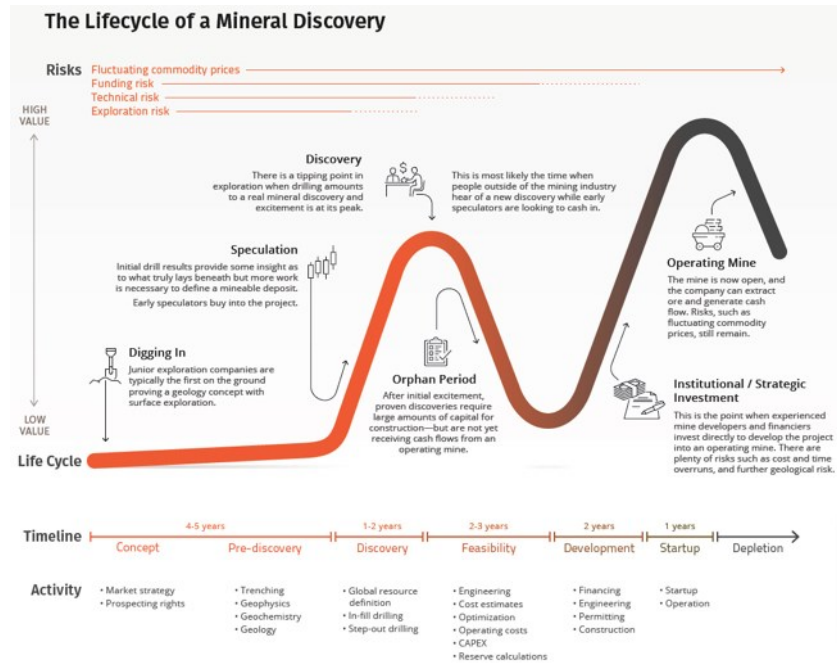 The Lifecycle of a Mineral Discovery
Risks
Fluctuating commodity prices
Funding risk
Technical risk
Exploration risk
HIGH
VALUE
LOW
VALUE
Discovery
There is a tipping point in
exploration when drilling amounts
to a real mineral discovery and
excitement is at its peak.
This is most likely the time when
people outside of the mining industry
hear of a new discovery while early
speculators are looking to cash in.
Speculation
Initial drill results provide some insight as
to what truly lays beneath but more work
is necessary to define a mineable deposit.
Early speculators buy into the project.
Operating Mine
The mine is now open, and
the company can extract
ore and generate cash
flow. Risks, such as
fluctuating commodity
prices, still remain.
Digging In
Junior exploration companies are
typically the first on the ground
proving a geology concept with
surface exploration.
Orphan Period
After initial excitement,
proven discoveries require
large amounts of capital for
construction—but are not yet
receiving cash flows from an
operating mine.
Institutional / Strategic
Investment
This is the point when experienced
mine developers and financiers
invest directly to develop the project
into an operating mine. There are
plenty of risks such as cost and time
overruns, and further geological risk.
Life Cycle
Timeline
4-5 years
1-2 years
2-3 years
2 years
1 years
Concept
Pre-discovery
Discovery
Feasibility
Development
Startup
Depletion
Activity
• Market strategy
• Prospecting rights
• Trenching
• Geophysics
• Geochemistry
• Geology
• Global resource
definition
• In-fill drilling
• Step-out drilling
• Engineering
• Cost estimates
• Optimization
• Operating costs
• CAPEX
• Reserve calculations
• Financing
• Engineering
• Permitting
• Construction
• Startup
• Operation